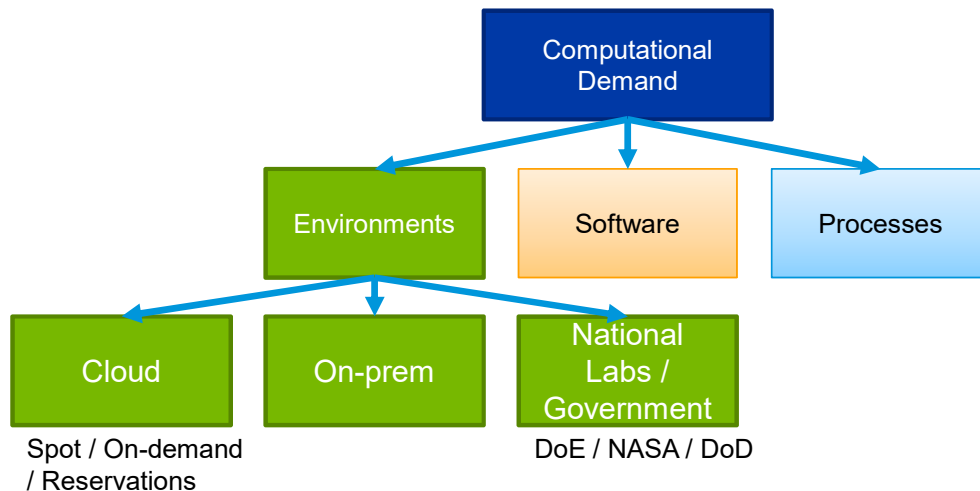 Computational
Demand
Environments
Software
Processes
Cloud
On-prem
National
Labs /
Government
Spot / On-demand
/ Reservations
DoE / NASA / DoD